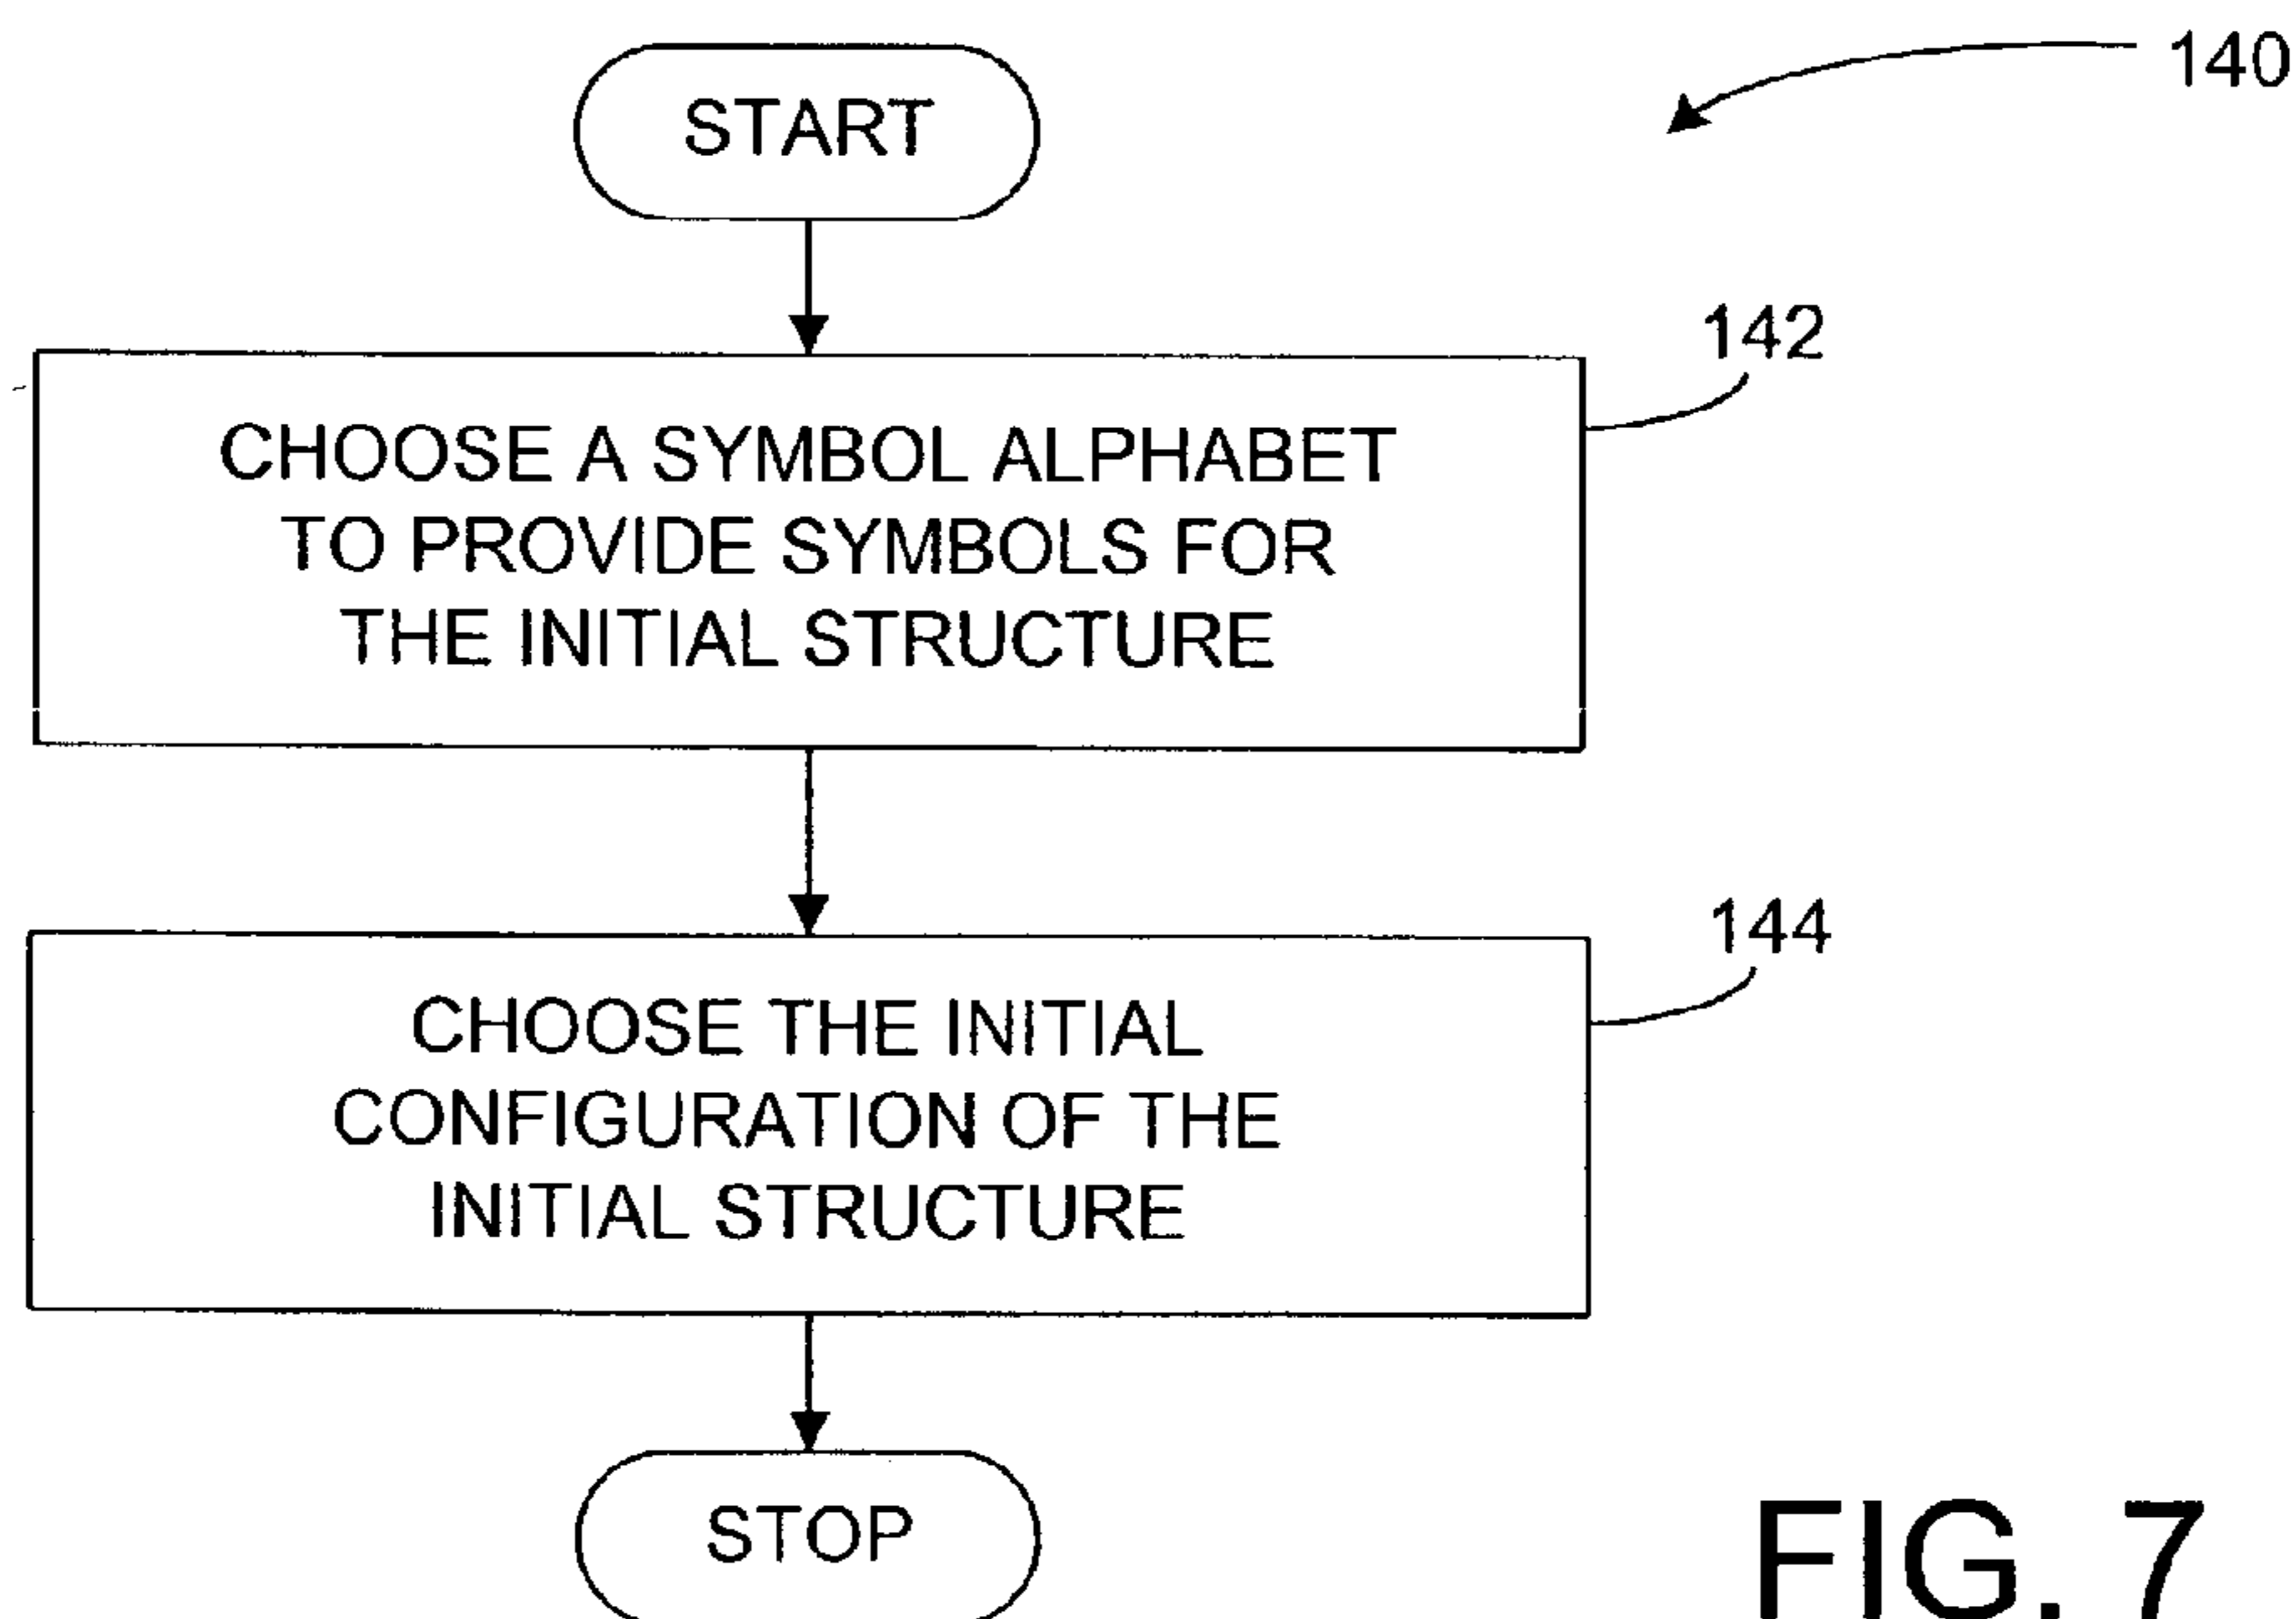 START
140
142
CHOOSE A SYMBOL ALPHABET
TO PROVIDE SYMBOLS FOR
THE INITIAL STRUCTURE
144
CHOOSE THE INITIAL
CONFIGURATION OF THE
INITIAL STRUCTURE
STOP
FIG. 7